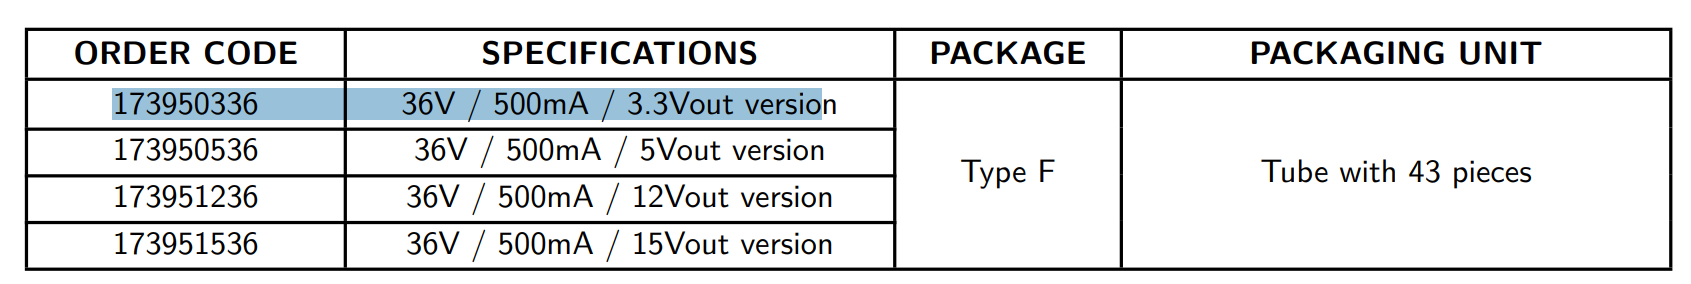 ORDER CODE SPECIFICATIONS PACKAGE PACKAGING UNIT
173950336 36V / 500mA / 3.3Vout version
173950536 36V / 500mA / 5Vout version
Type F Tube with 43 pieces
173951236 36V / 500mA / 12Vout version
173951536 36V / 500mA / 15Vout version